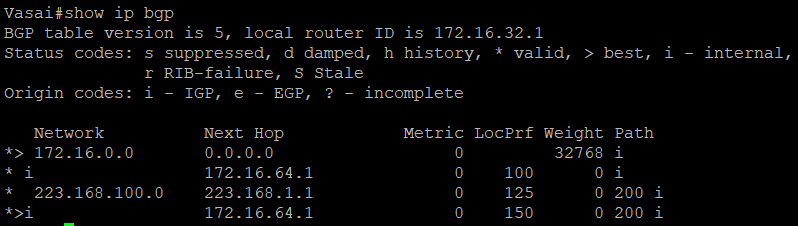 Vasai#show ip bgp
BGP table version is 5, local router ID is 172.16.32.1
Status codes: s suppressed, d damped, h history, * valid, > best, i - internal,
              r RIB-failure, S Stale
Origin codes: i - IGP, e - EGP, ? - incomplete

   Network          Next Hop            Metric LocPrf Weight Path
*> 172.16.0.0       0.0.0.0                  0         32768 i
* i                 172.16.64.1              0    100      0 i
*  223.168.100.0    223.168.1.1              0    125      0 200 i
*>i                 172.16.64.1              0    150      0 200 i